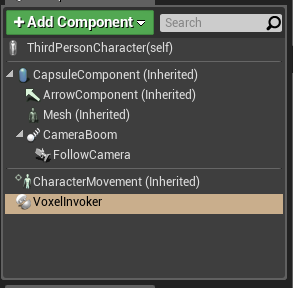 + Add Component
Search
ThirdPersonCharacter(self)
CapsuleComponent (Inherited)
ArrowComponent (Inherited)
Mesh (Inherited)
CameraBoom
FollowCamera
CharacterMovement (Inherited)
VoxelInvoker